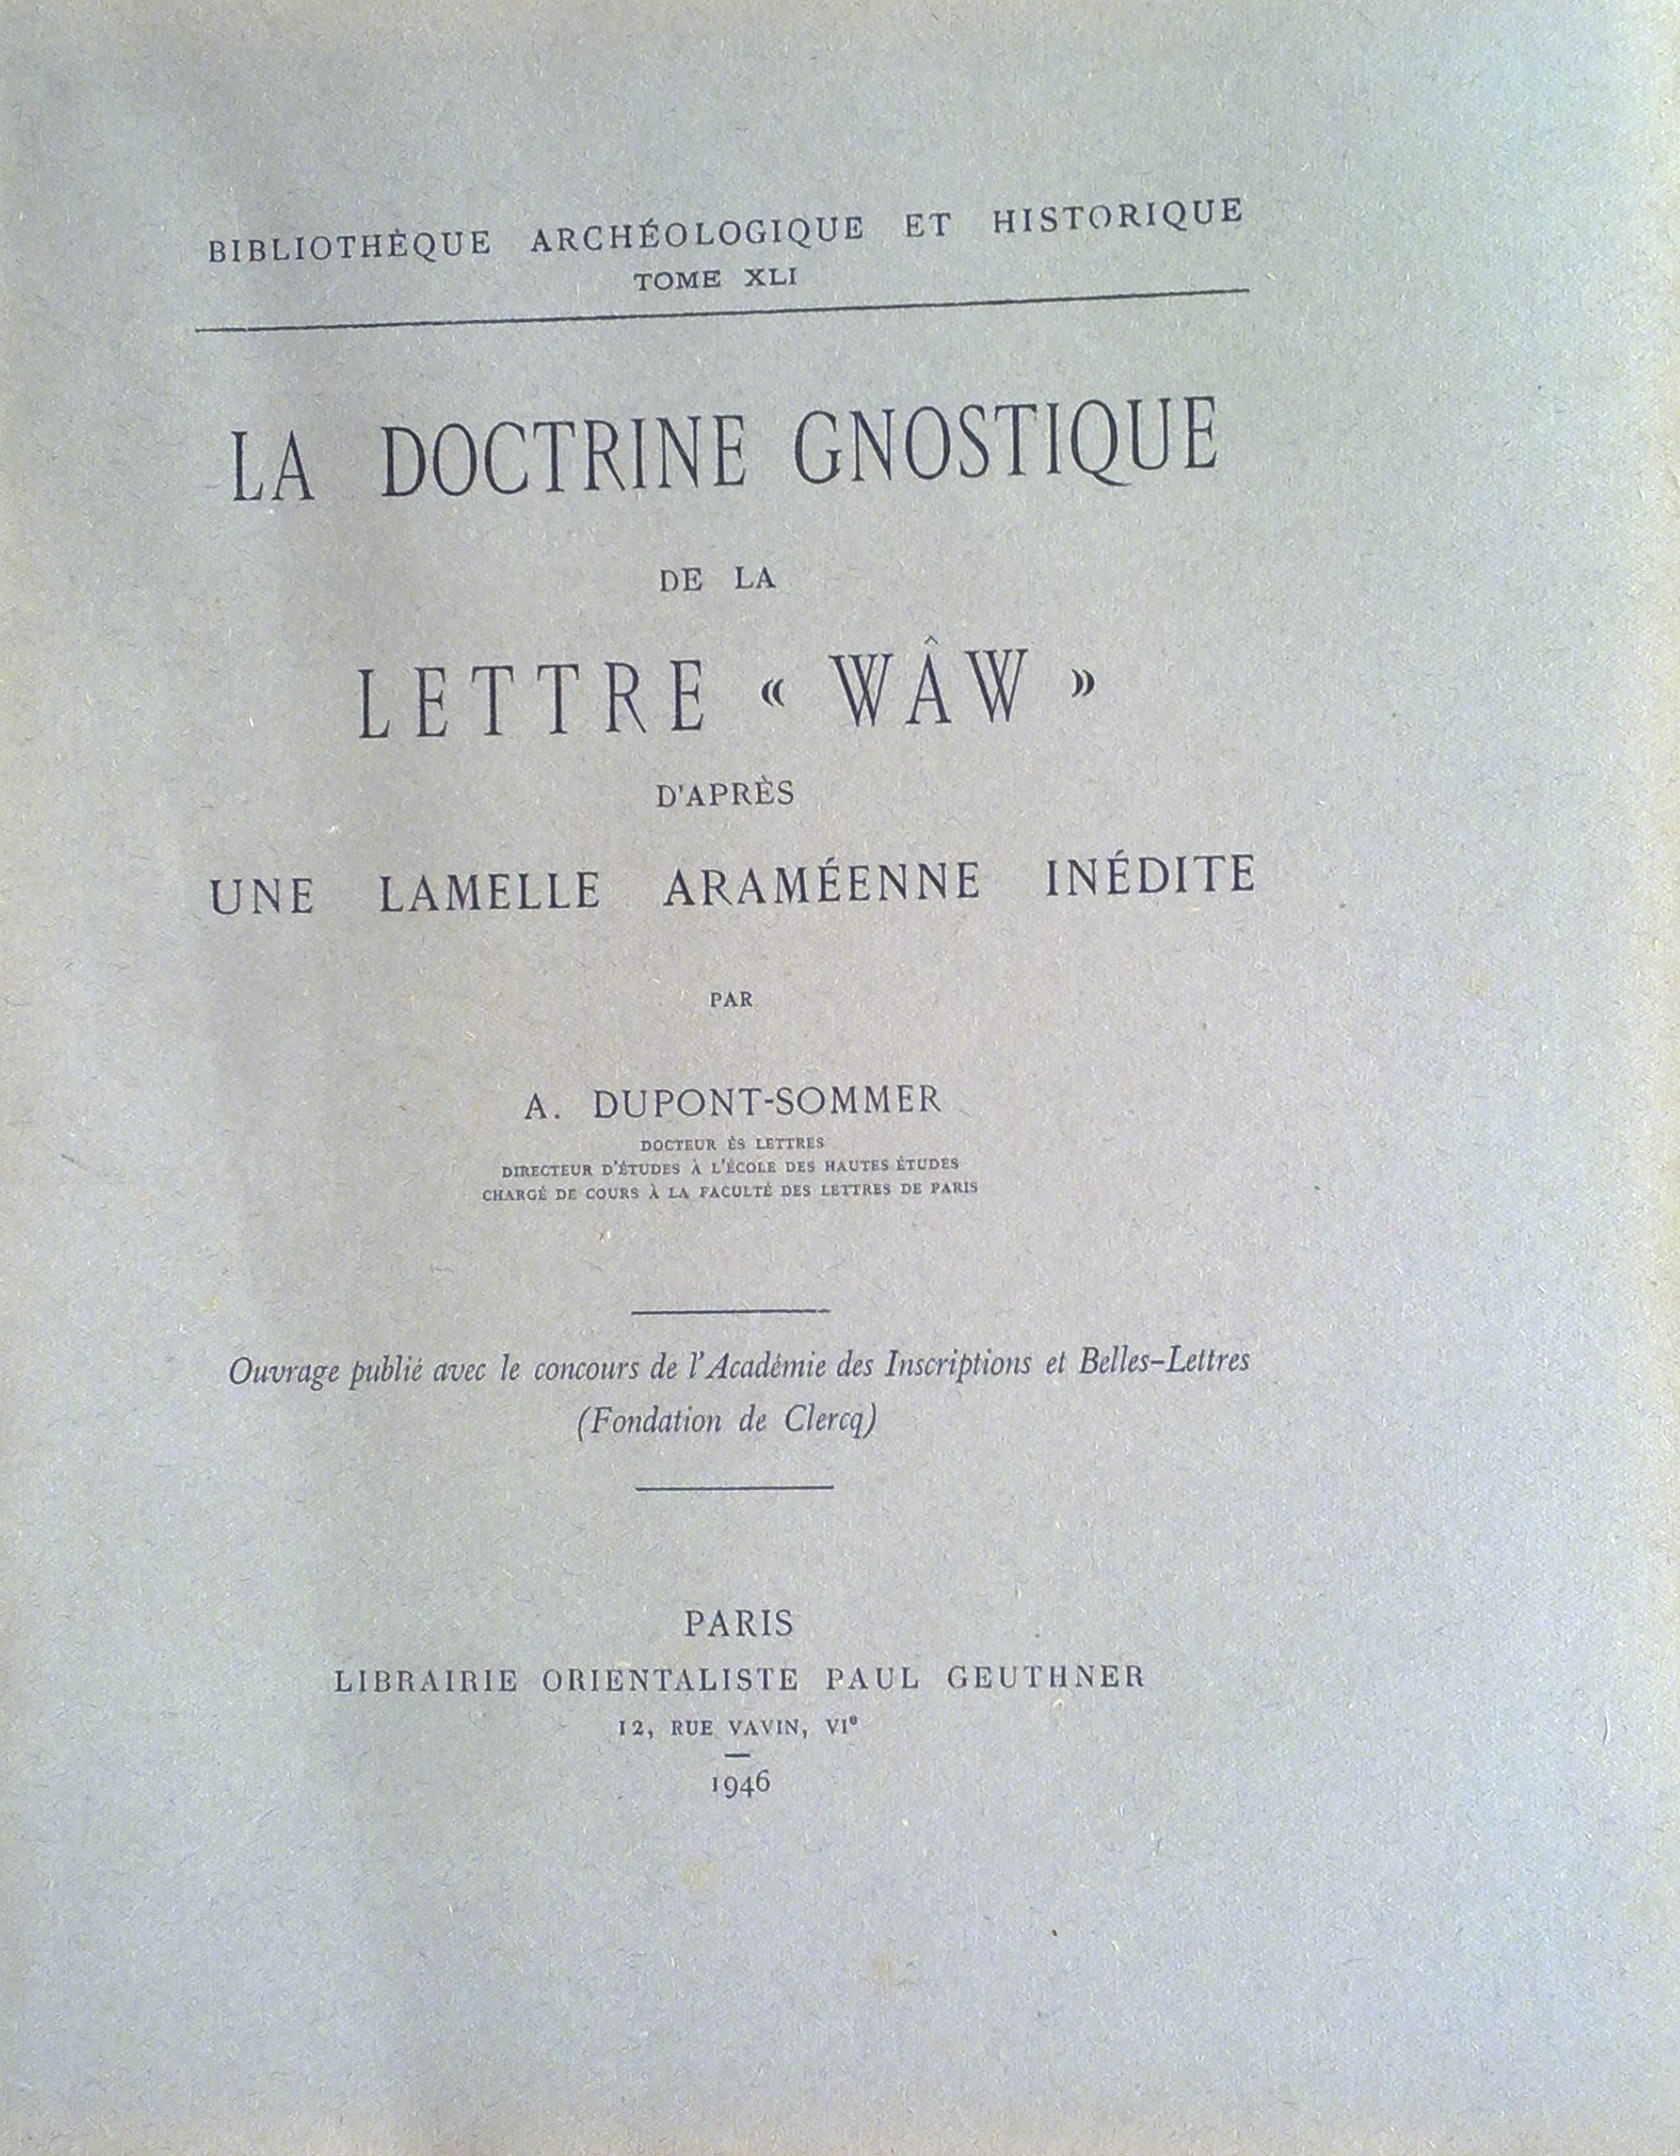 BIBLIOTHÈQUE ARCHÉOLOGIQUE ET HISTORIQUE
TOME XLI
LA DOCTRINE GNOSTIQUE
DE LA
LETTRE « WÂW »
D'APRÈS
UNE LAMELLE ARAMÉENNE INÉDITE
PAR
A. DUPONT-SOMMER
DOCTEUR ÈS LETTRES
DIRECTEUR D'ÉTUDES À L'ÉCOLE DES HAUTES ÉTUDES
CHARGÉ DE COURS À LA FACULTÉ DES LETTRES DE PARIS
Ouvrage publié avec le concours de l'Académie des Inscriptions et Belles-Lettres
(Fondation de Clercq)
PARIS
LIBRAIRIE ORIENTALISTE PAUL GEUTHNER
12, RUE VAVIN, VIᵉ
1946